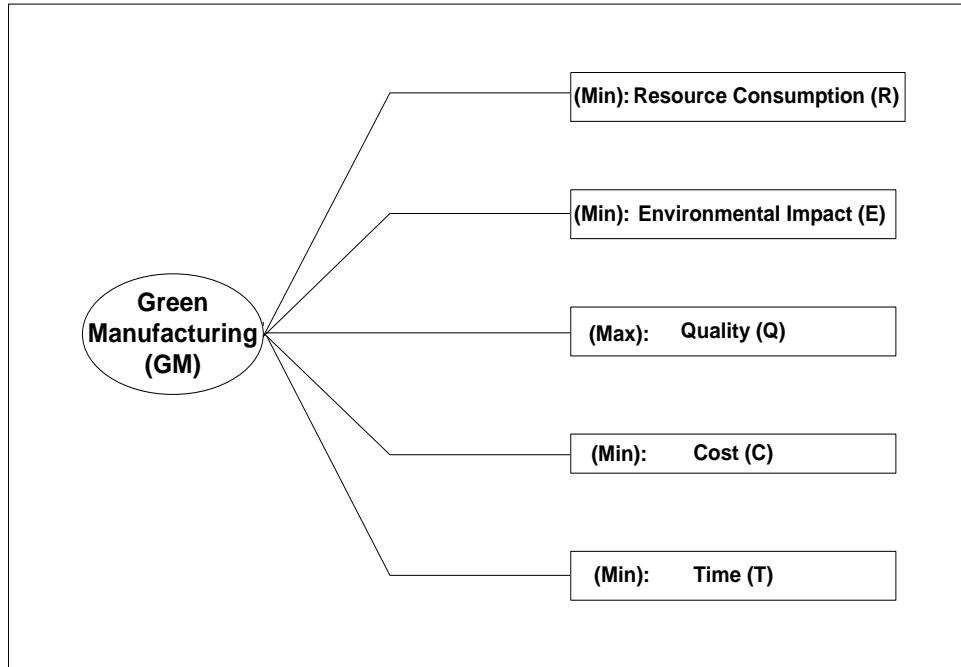 (Min): Resource Consumption (R)
(Min): Environmental Impact (E)
Green
Manufacturing
(GM)
(Max): Quality (Q)
(Min): Cost (C)
(Min): Time (T)